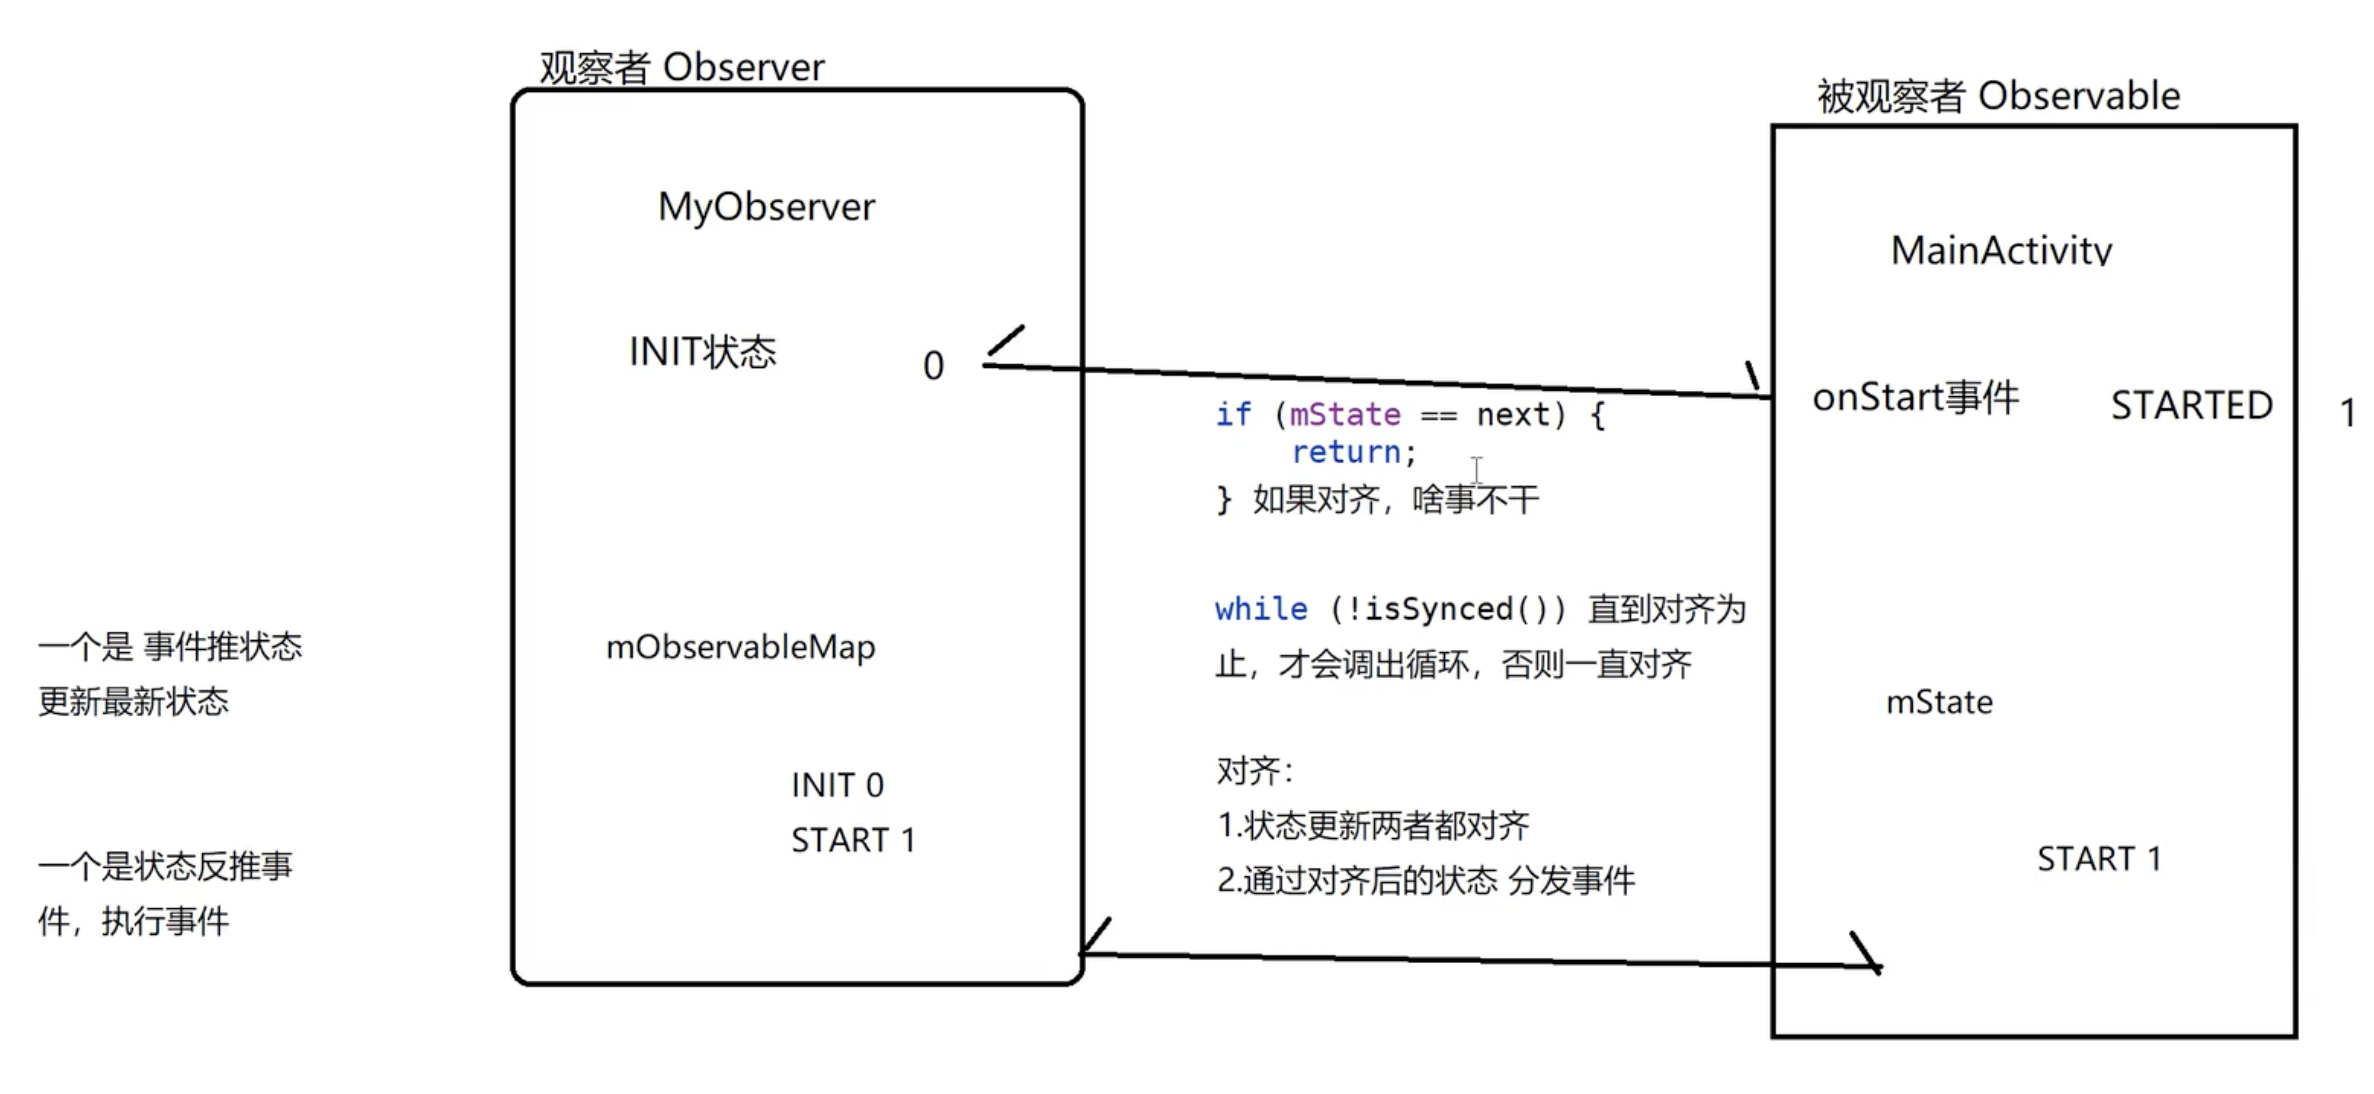 观察者 Observer
MyObserver
INIT状态
0
mObservableMap
INIT 0
START 1
一个是 事件推状态
更新最新状态
一个是状态反推事
件，执行事件
if (mState == next) {
return;
} 如果对齐，啥事不干
while (!isSynced()) 直到对齐为
止，才会调出循环，否则一直对齐
对齐：
1.状态更新两者都对齐
2.通过对齐后的状态 分发事件
被观察者 Observable
MainActivity
onStart事件
STARTED
1
mState
START 1